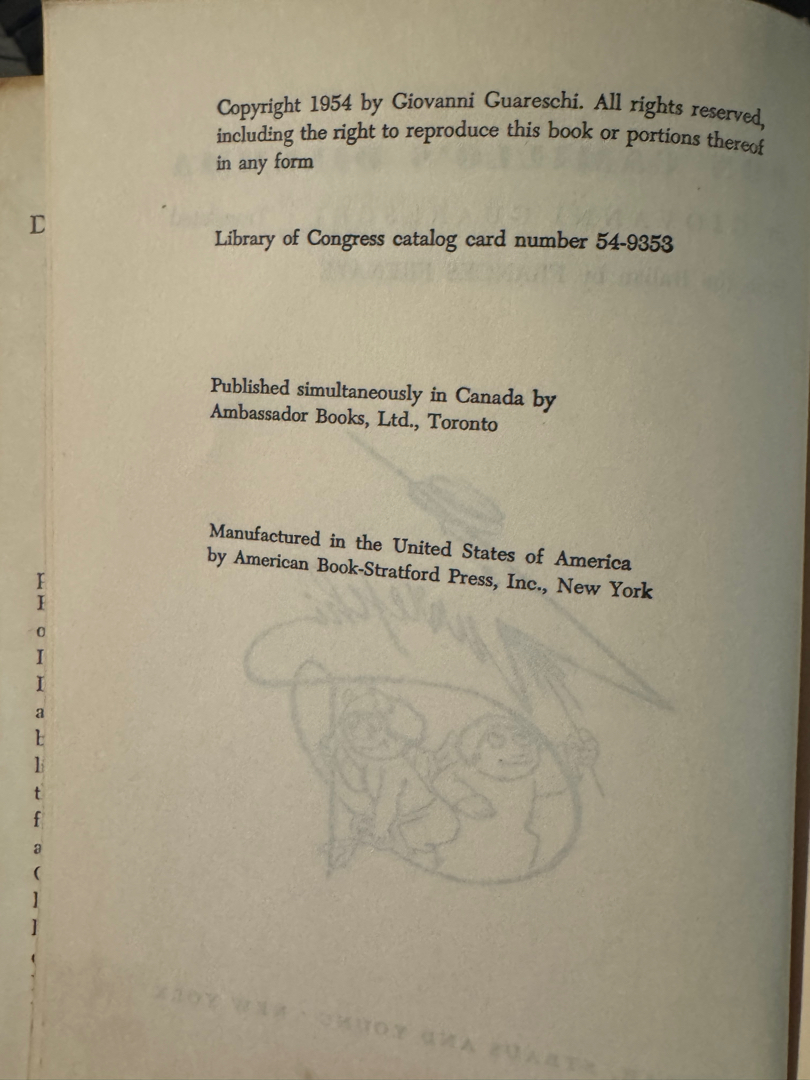 Copyright 1954 by Giovanni Guareschi. All rights reserved,
including the right to reproduce this book or portions thereof
in any form
Library of Congress catalog card number 54-9353
Published simultaneously in Canada by
Ambassador Books, Ltd., Toronto
Manufactured in the United States of America
by American Book-Stratford Press, Inc., New York